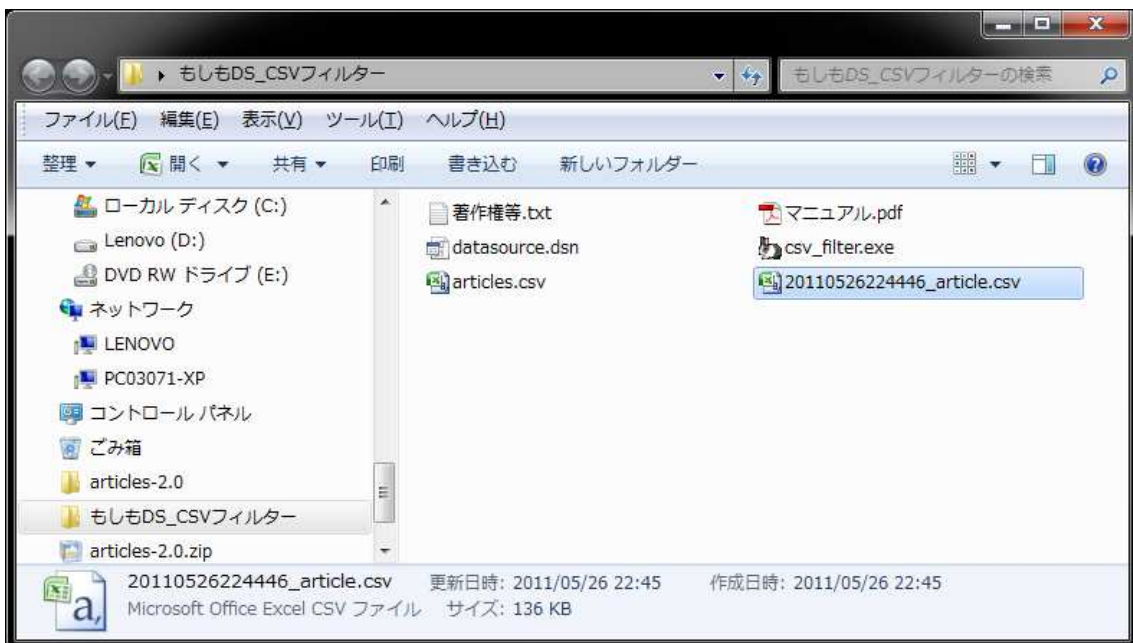 もしもDS_CSVフィルター
もしもDS_CSVフィルターの検索
ファイル(F) 編集(E) 表示(V) ツール(T) ヘルプ(H)
整理 開く 共有 印刷 書き込む 新しいフォルダー
ローカル ディスク (C:)
Lenovo (D:)
DVD RW ドライブ (E:)
ネットワーク
LENOVO
PC03071-XP
コントロール パネル
ごみ箱
articles-2.0
もしもDS_CSVフィルター
articles-2.0.zip
著作権等.txt
マニュアル.pdf
datasource.dsn
csv_filter.exe
articles.csv
20110526224446_article.csv
20110526224446_article.csv 更新日時: 2011/05/26 22:45 作成日時: 2011/05/26 22:45
Microsoft Office Excel CSV ファイル サイズ: 136 KB